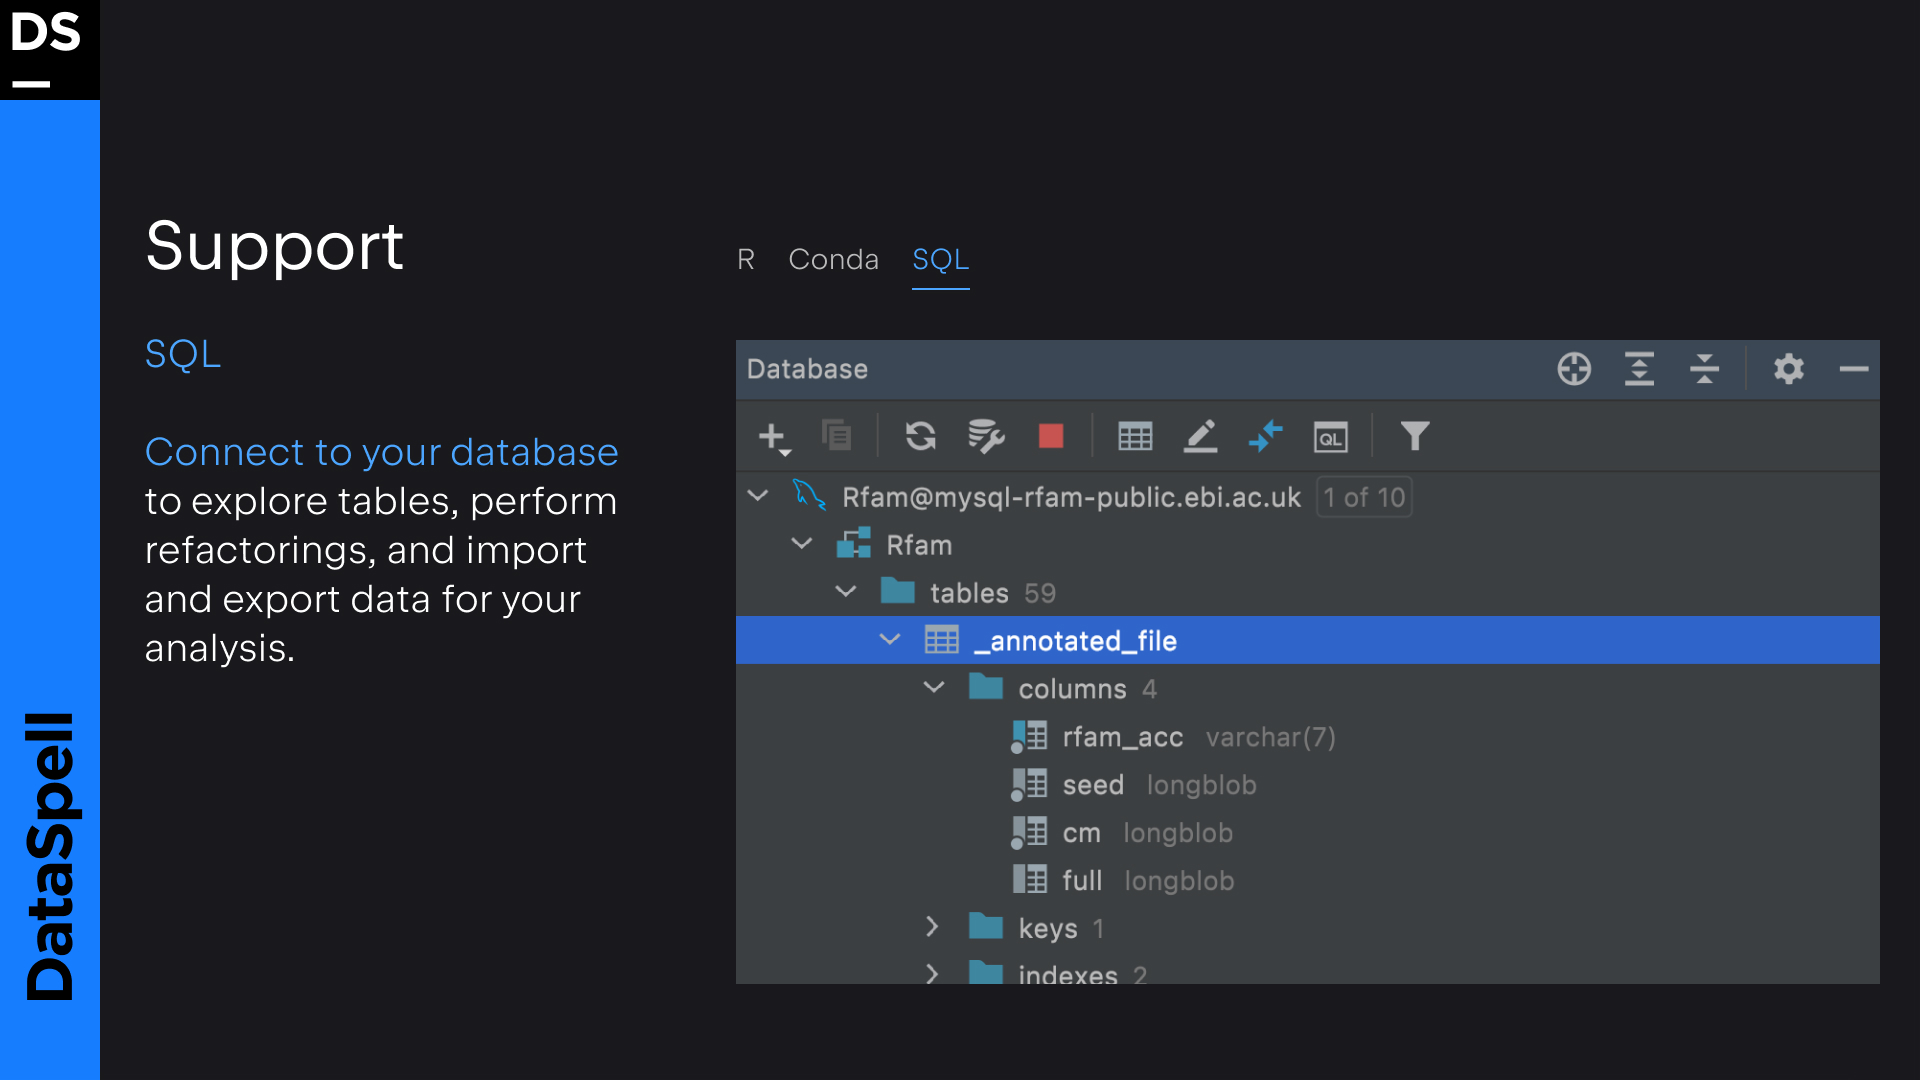 DS
DataSpell
Support
SQL
Connect to your database
to explore tables, perform
refactorings, and import
and export data for your
analysis.
R Conda SQL
Database
QL
Rfam@mysql-rfam-public.ebi.ac.uk 1 of 10
Rfam
tables 59
_annotated_file
columns 4
rfam_acc varchar(7)
seed longblob
cm longblob
full longblob
keys 1
indexes 2